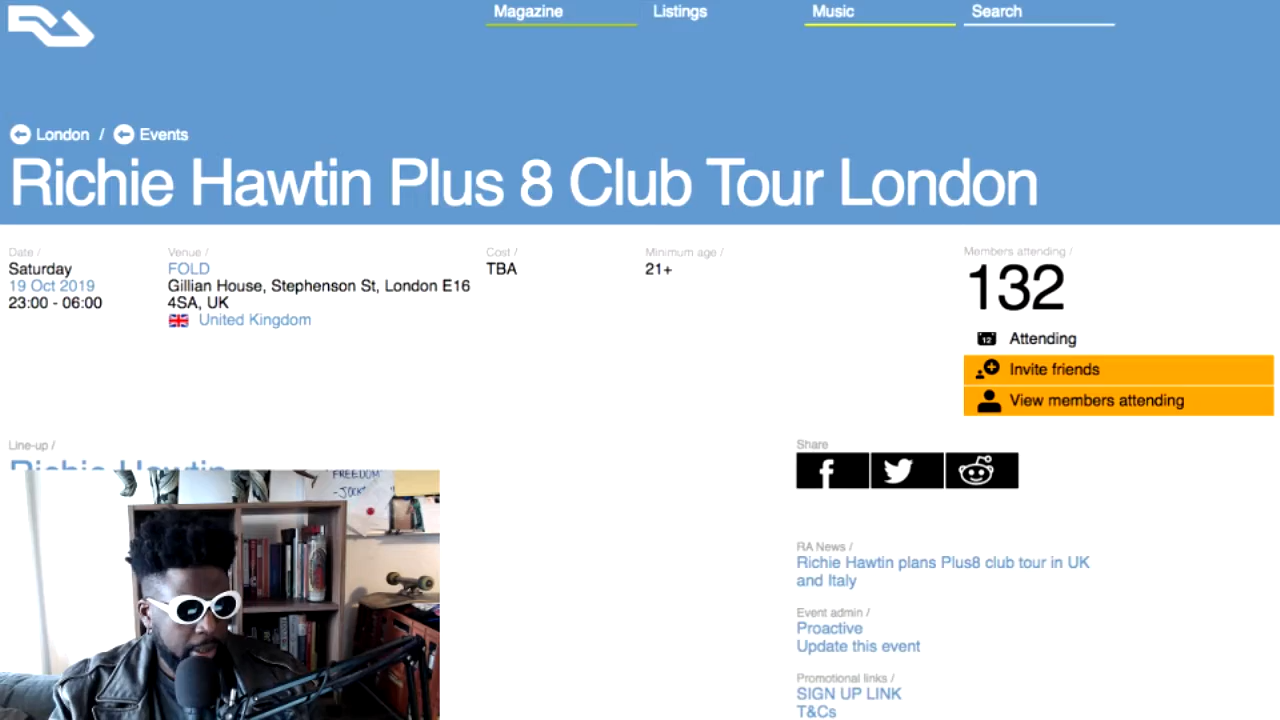 Magazine
Listings
Music
Search
London / Events
Richie Hawtin Plus 8 Club Tour London
Date /
Saturday
19 Oct 2019
23:00 - 06:00
Venue /
FOLD
Gillian House, Stephenson St, London E16
4SA, UK
United Kingdom
Cost /
TBA
Minimum age /
21+
Members attending /
132
12
Attending
Invite friends
View members attending
Line-up /
Richie Hawtin
FREEDOM
-JOCK
Share
RA News /
Richie Hawtin plans Plus8 club tour in UK
and Italy
Event admin /
Proactive
Update this event
Promotional links /
SIGN UP LINK
T&Cs